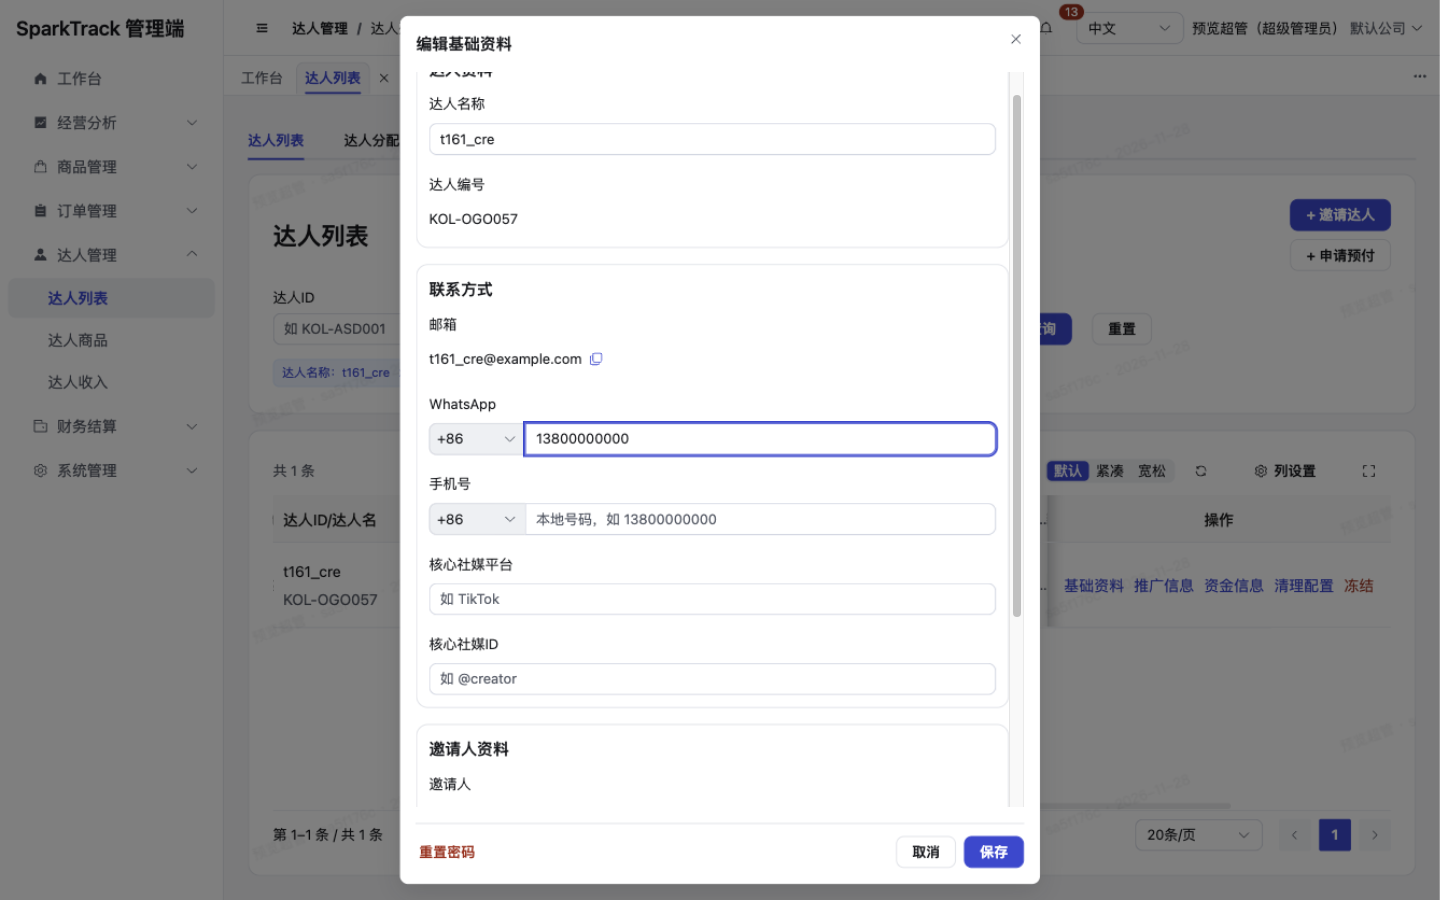 SparkTrack 管理端
达人管理 / 达人
13
中文
预览超管（超级管理员）
默认公司
工作台
经营分析
商品管理
订单管理
达人管理
达人列表
达人商品
达人收入
财务结算
系统管理
工作台
达人列表
达人列表
达人分配
达人列表
+ 邀请达人
+ 申请预付
达人ID
如 KOL-ASD001
询
重置
达人名称：t161_cre
共 1 条
默认
紧凑
宽松
列设置
达人ID/达人名
操作
t161_cre
KOL-OGO057
基础资料
推广信息
资金信息
清理配置
冻结
第 1-1 条 / 共 1 条
20条/页
1
编辑基础资料
达人资料
达人名称
t161_cre
达人编号
KOL-OGO057
联系方式
邮箱
t161_cre@example.com
WhatsApp
+86
13800000000
手机号
+86
本地号码，如 13800000000
核心社媒平台
如 TikTok
核心社媒ID
如 @creator
邀请人资料
邀请人
重置密码
取消
保存